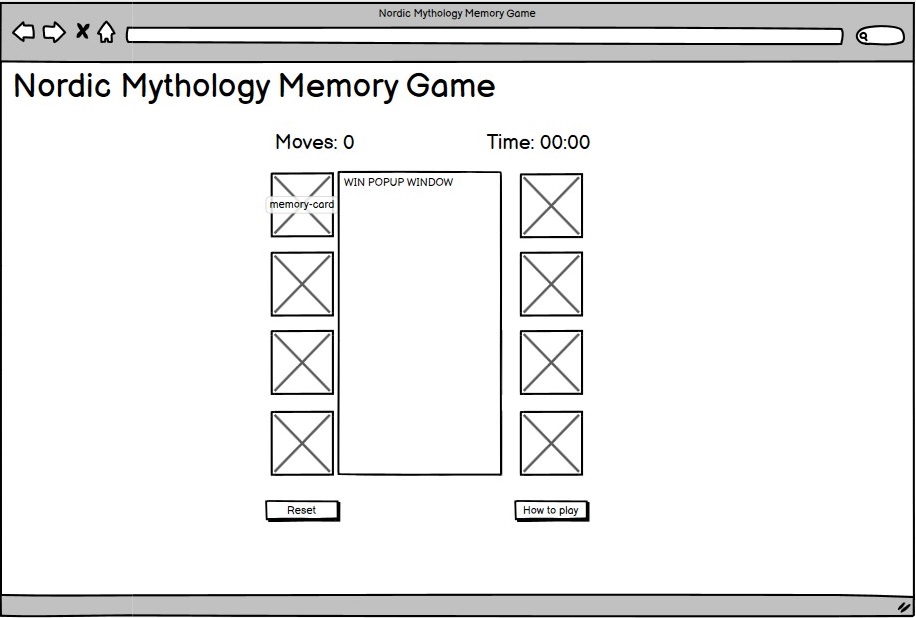 Nordic Mythology Memory Game
Nordic Mythology Memory Game
Moves: 0
Time: 00:00
WIN POPUP WINDOW
memory-card
Reset
How to play